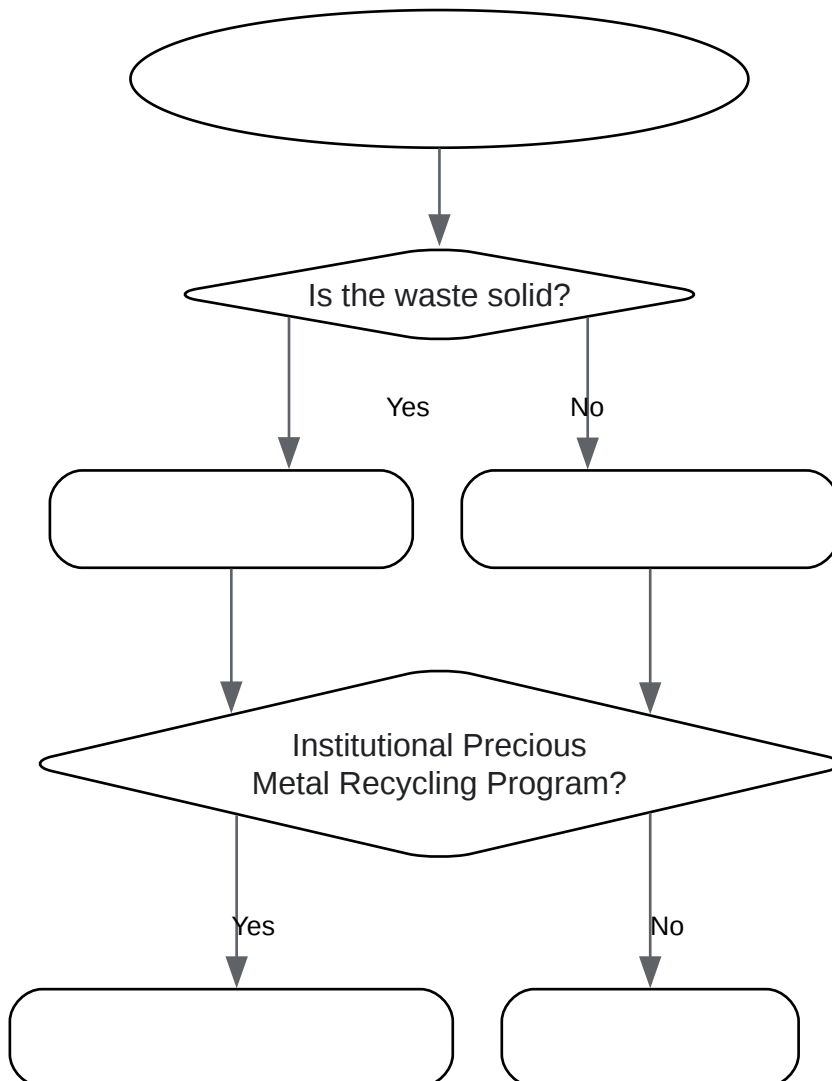 Is the waste solid?
Yes
No
Institutional Precious
Metal Recycling Program?
Yes
No